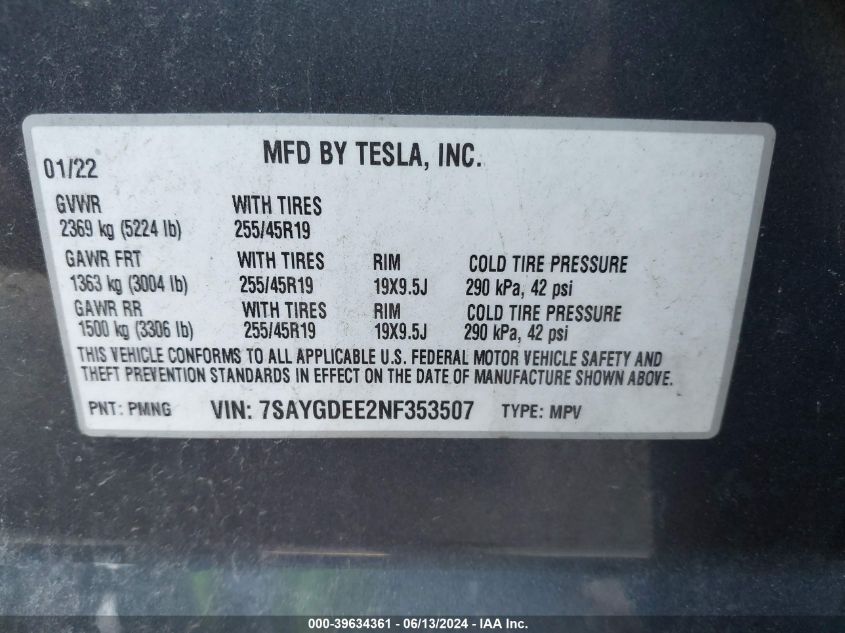 01/22 MFD BY TESLA, INC.
GVWR WITH TIRES
2369 kg (5224 lb) 255/45R19
GAWR FRT WITH TIRES RIM COLD TIRE PRESSURE
1363 kg (3004 lb) 255/45R19 19X9.5J 290 kPa, 42 psi
GAWR RR WITH TIRES RIM COLD TIRE PRESSURE
1500 kg (3306 lb) 255/45R19 19X9.5J 290 kPa, 42 psi
THIS VEHICLE CONFORMS TO ALL APPLICABLE U.S. FEDERAL MOTOR VEHICLE SAFETY AND
THEFT PREVENTION STANDARDS IN EFFECT ON THE DATE OF MANUFACTURE SHOWN ABOVE.
PNT: PMNG VIN: 7SAYGDEE2NF353507 TYPE: MPV
000-39634361 - 06/13/2024 - IAA Inc.